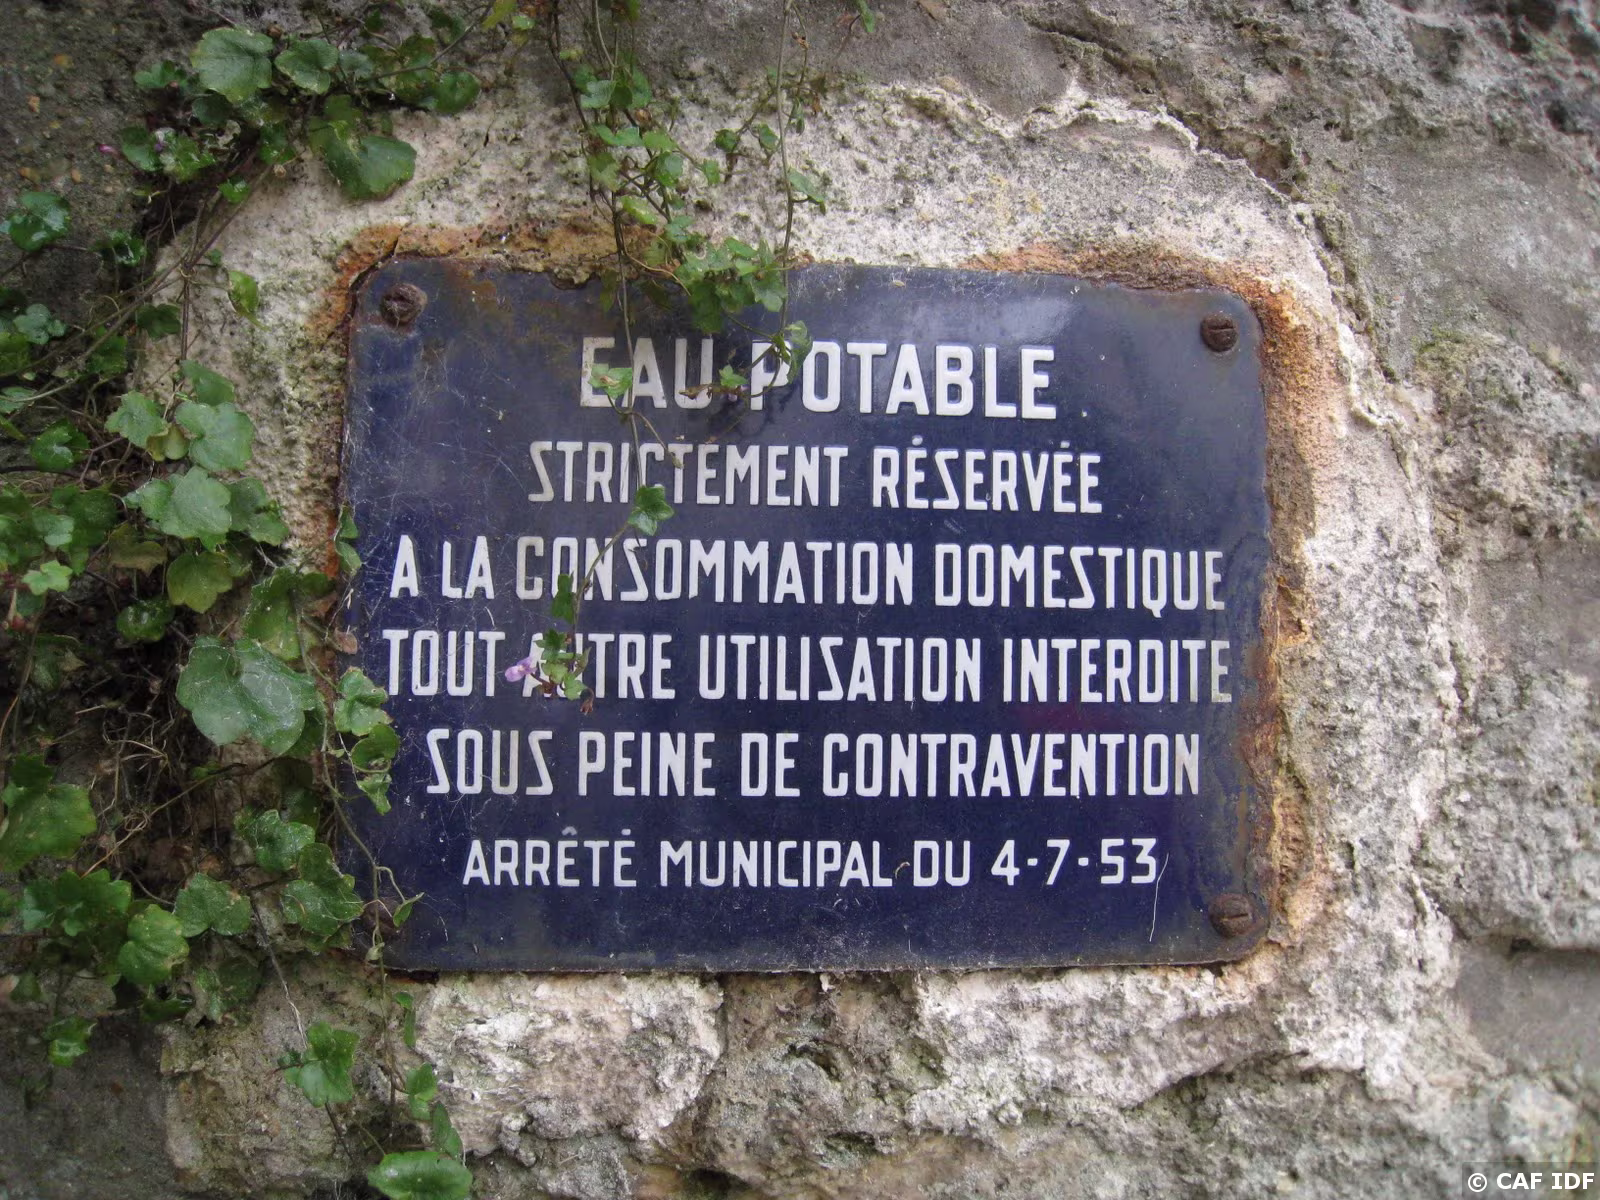 EAU POTABLE
STRICTEMENT RÉSERVÉE
A LA CONSOMMATION DOMESTIQUE
TOUT AUTRE UTILISATION INTERDITE
SOUS PEINE DE CONTRAVENTION
ARRÊTÉ MUNICIPAL DU 4-7-53
© CAF IDF